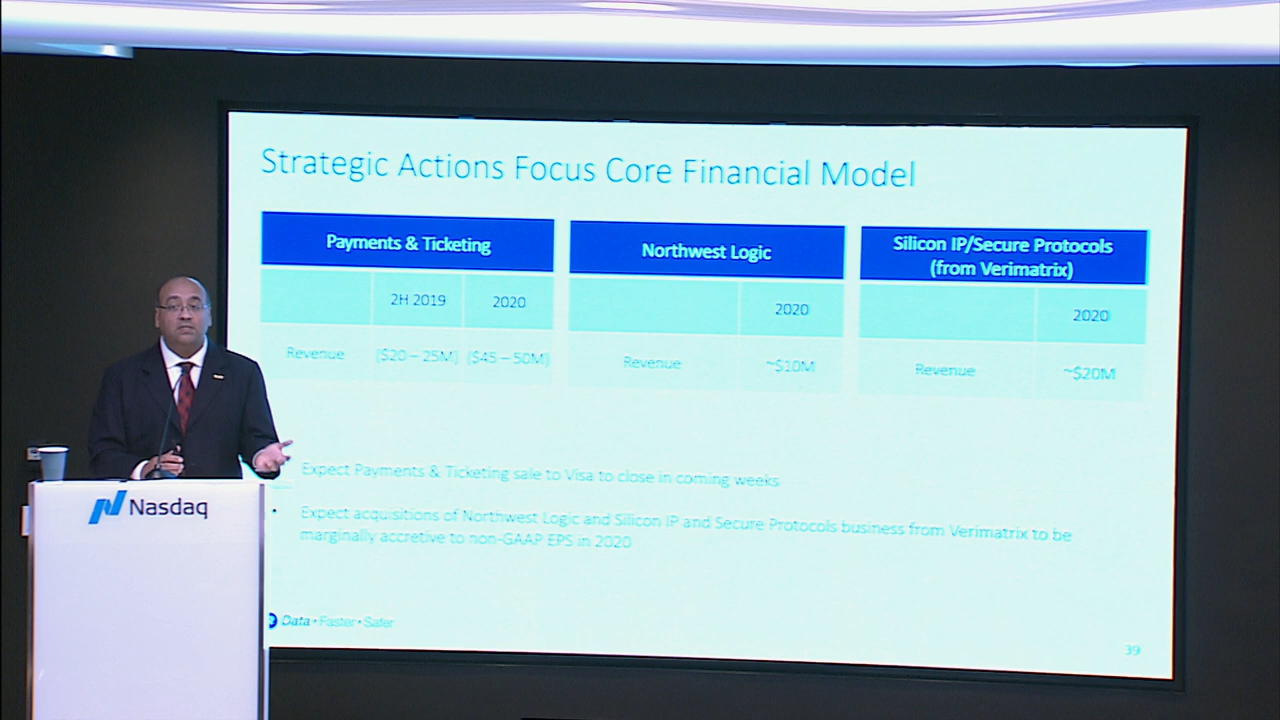 Strategic Actions Focus Core Financial Model
Payments & Ticketing
2H 2019 2020
Revenue ($20 – 25M) ($45 – 50M)
Northwest Logic
2020
Revenue ~$10M
Silicon IP/Secure Protocols
(from Verimatrix)
2020
Revenue ~$20M
Expect Payments & Ticketing sale to Visa to close in coming weeks
• Expect acquisitions of Northwest Logic and Silicon IP and Secure Protocols business from Verimatrix to be
marginally accretive to non-GAAP EPS in 2020
Data • Faster • Safer
39
Nasdaq